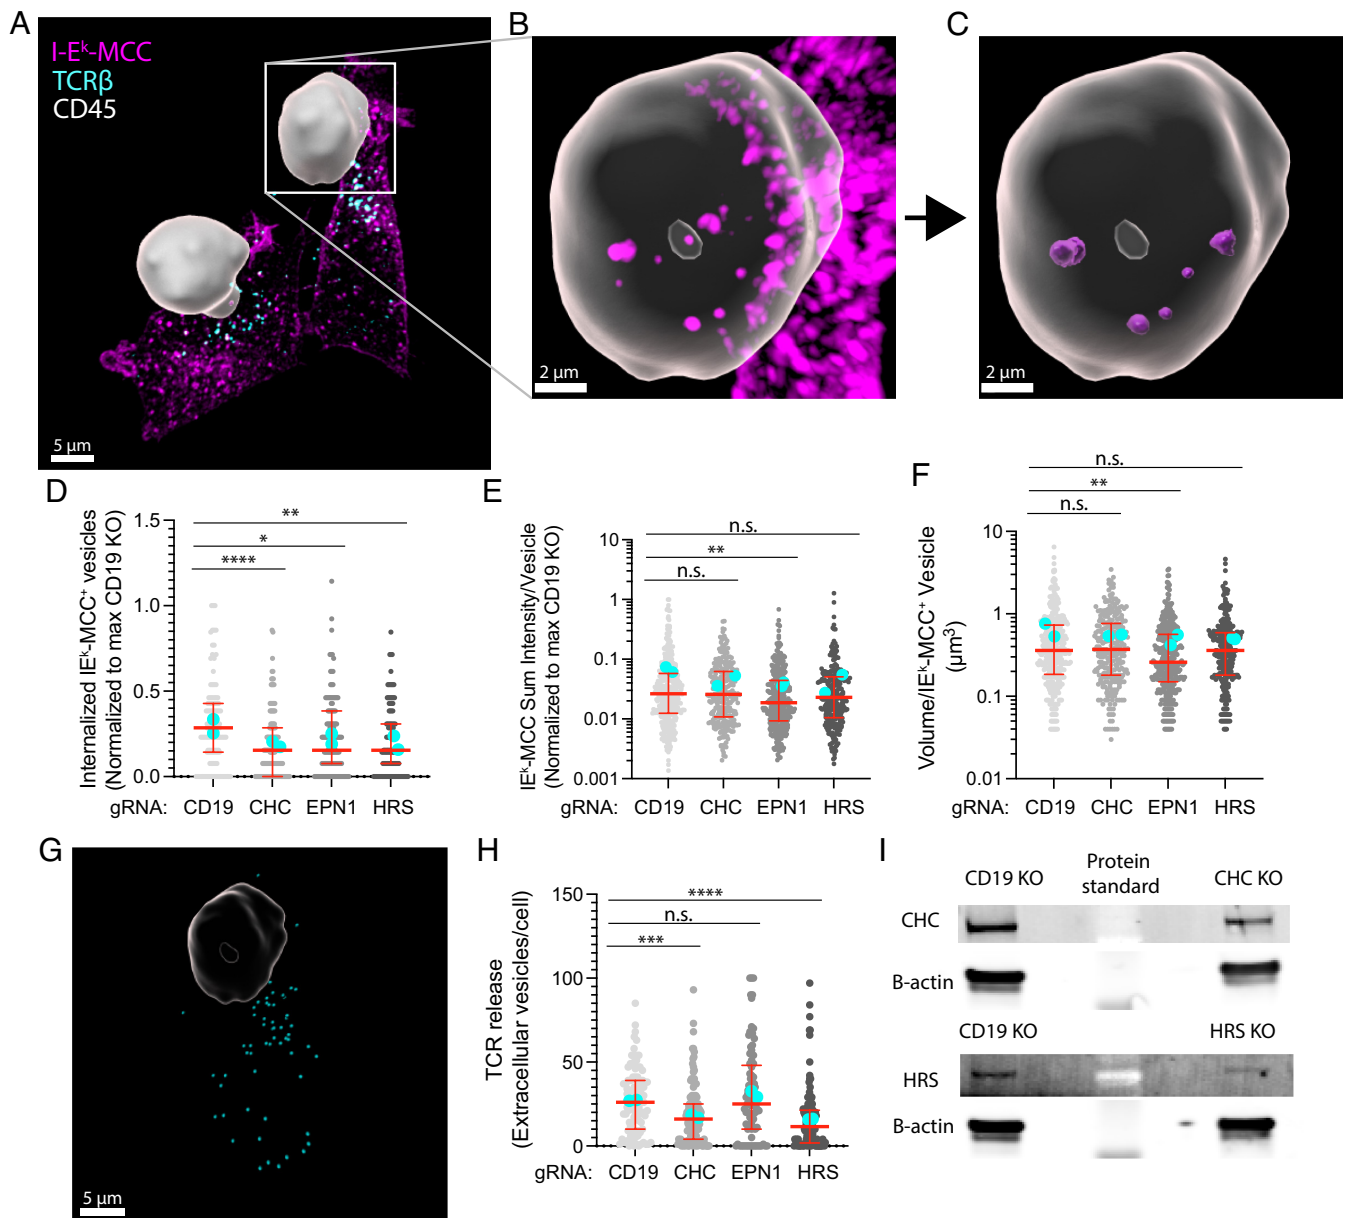 A
I-Eᵏ-MCC
TCRβ
CD45
5 µm
B
2 µm
C
2 µm
D
Internalized IEᵏ-MCC⁺ vesicles
(Normalized to max CD19 KO)
1.5
1.0
0.5
0.0
**
*
****
gRNA: CD19 CHC EPN1 HRS
E
IEᵏ-MCC Sum Intensity/Vesicle
(Normalized to max CD19 KO)
10
1
0.1
0.01
0.001
n.s.
**
n.s.
gRNA: CD19 CHC EPN1 HRS
F
Volume/IEᵏ-MCC⁺ Vesicle
(µm³)
10
1
0.1
0.01
n.s.
**
n.s.
gRNA: CD19 CHC EPN1 HRS
G
5 µm
H
TCR release
(Extracellular vesicles/cell)
150
100
50
0
****
n.s.
***
gRNA: CD19 CHC EPN1 HRS
I
CD19 KO
Protein
standard
CHC KO
CHC
B-actin
CD19 KO
HRS KO
HRS
B-actin